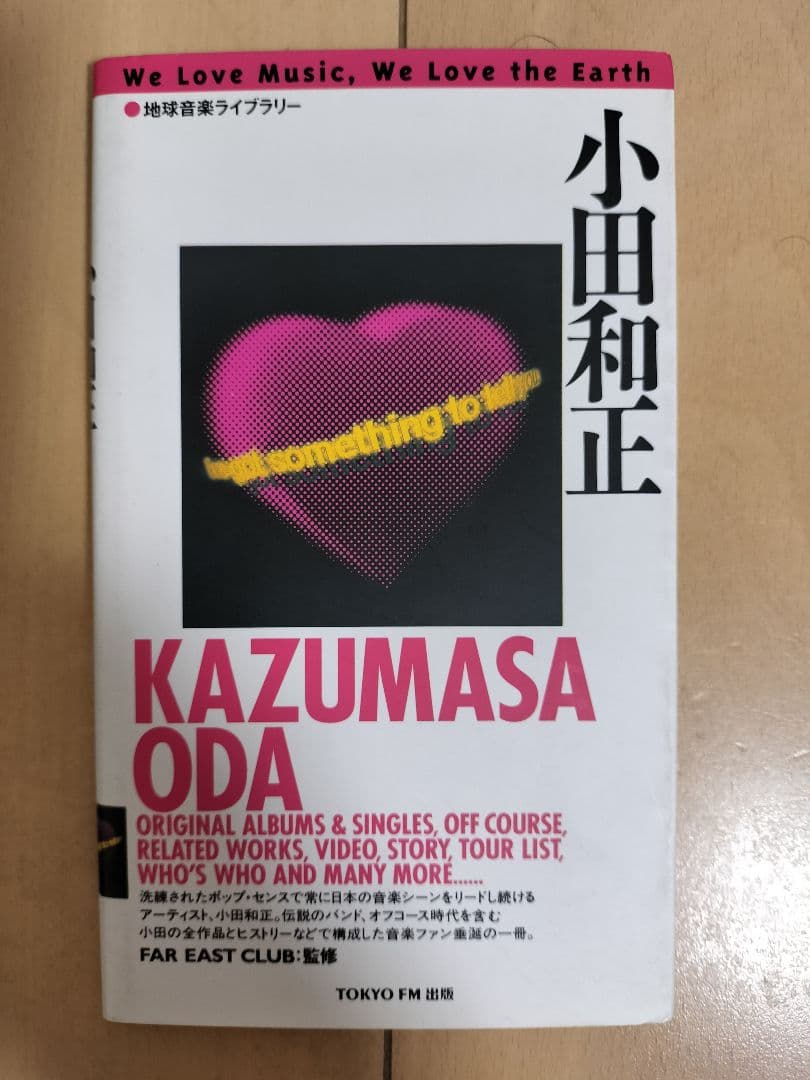 We Love Music, We Love the Earth
●地球音楽ライブラリー
小田和正
I've got something to tell you
KAZUMASA
ODA
ORIGINAL ALBUMS & SINGLES, OFF COURSE,
RELATED WORKS, VIDEO, STORY, TOUR LIST,
WHO'S WHO AND MANY MORE......
洗練されたポップ・センスで常に日本の音楽シーンをリードし続ける
アーティスト、小田和正。伝説のバンド、オフコース時代を含む
小田の全作品とヒストリーなどで構成した音楽ファン垂涎の一冊。
FAR EAST CLUB:監修
TOKYO FM 出版